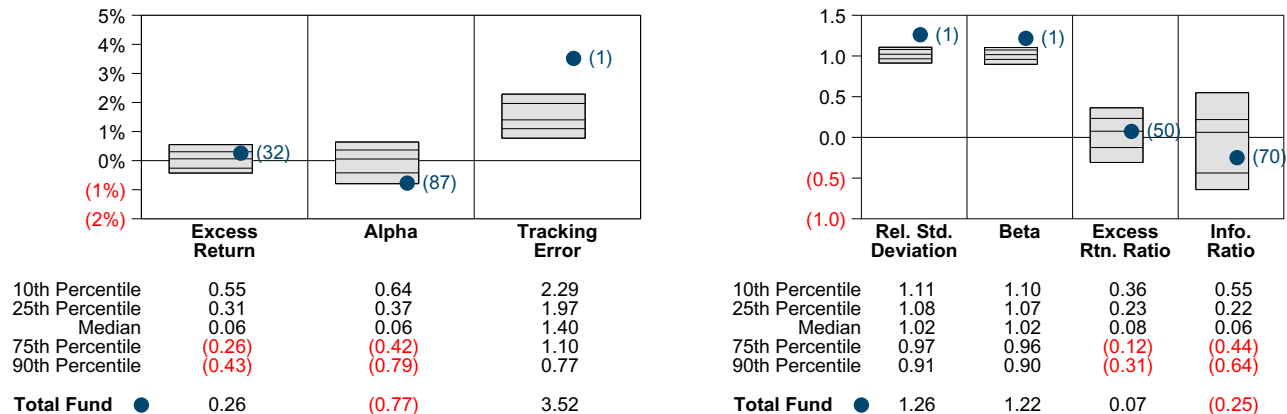 5%
4%
3%
2%
1%
0%
(1%)
(2%)
(32)
(87)
(1)
Excess Return
Alpha
Tracking Error
10th Percentile 0.55 0.64 2.29
25th Percentile 0.31 0.37 1.97
Median 0.06 0.06 1.40
75th Percentile (0.26) (0.42) 1.10
90th Percentile (0.43) (0.79) 0.77
Total Fund 0.26 (0.77) 3.52
1.5
1.0
0.5
0.0
(0.5)
(1.0)
(1)
(1)
(50)
(70)
Rel. Std. Deviation
Beta
Excess Rtn. Ratio
Info. Ratio
10th Percentile 1.11 1.10 0.36 0.55
25th Percentile 1.08 1.07 0.23 0.22
Median 1.02 1.02 0.08 0.06
75th Percentile 0.97 0.96 (0.12) (0.44)
90th Percentile 0.91 0.90 (0.31) (0.64)
Total Fund 1.26 1.22 0.07 (0.25)